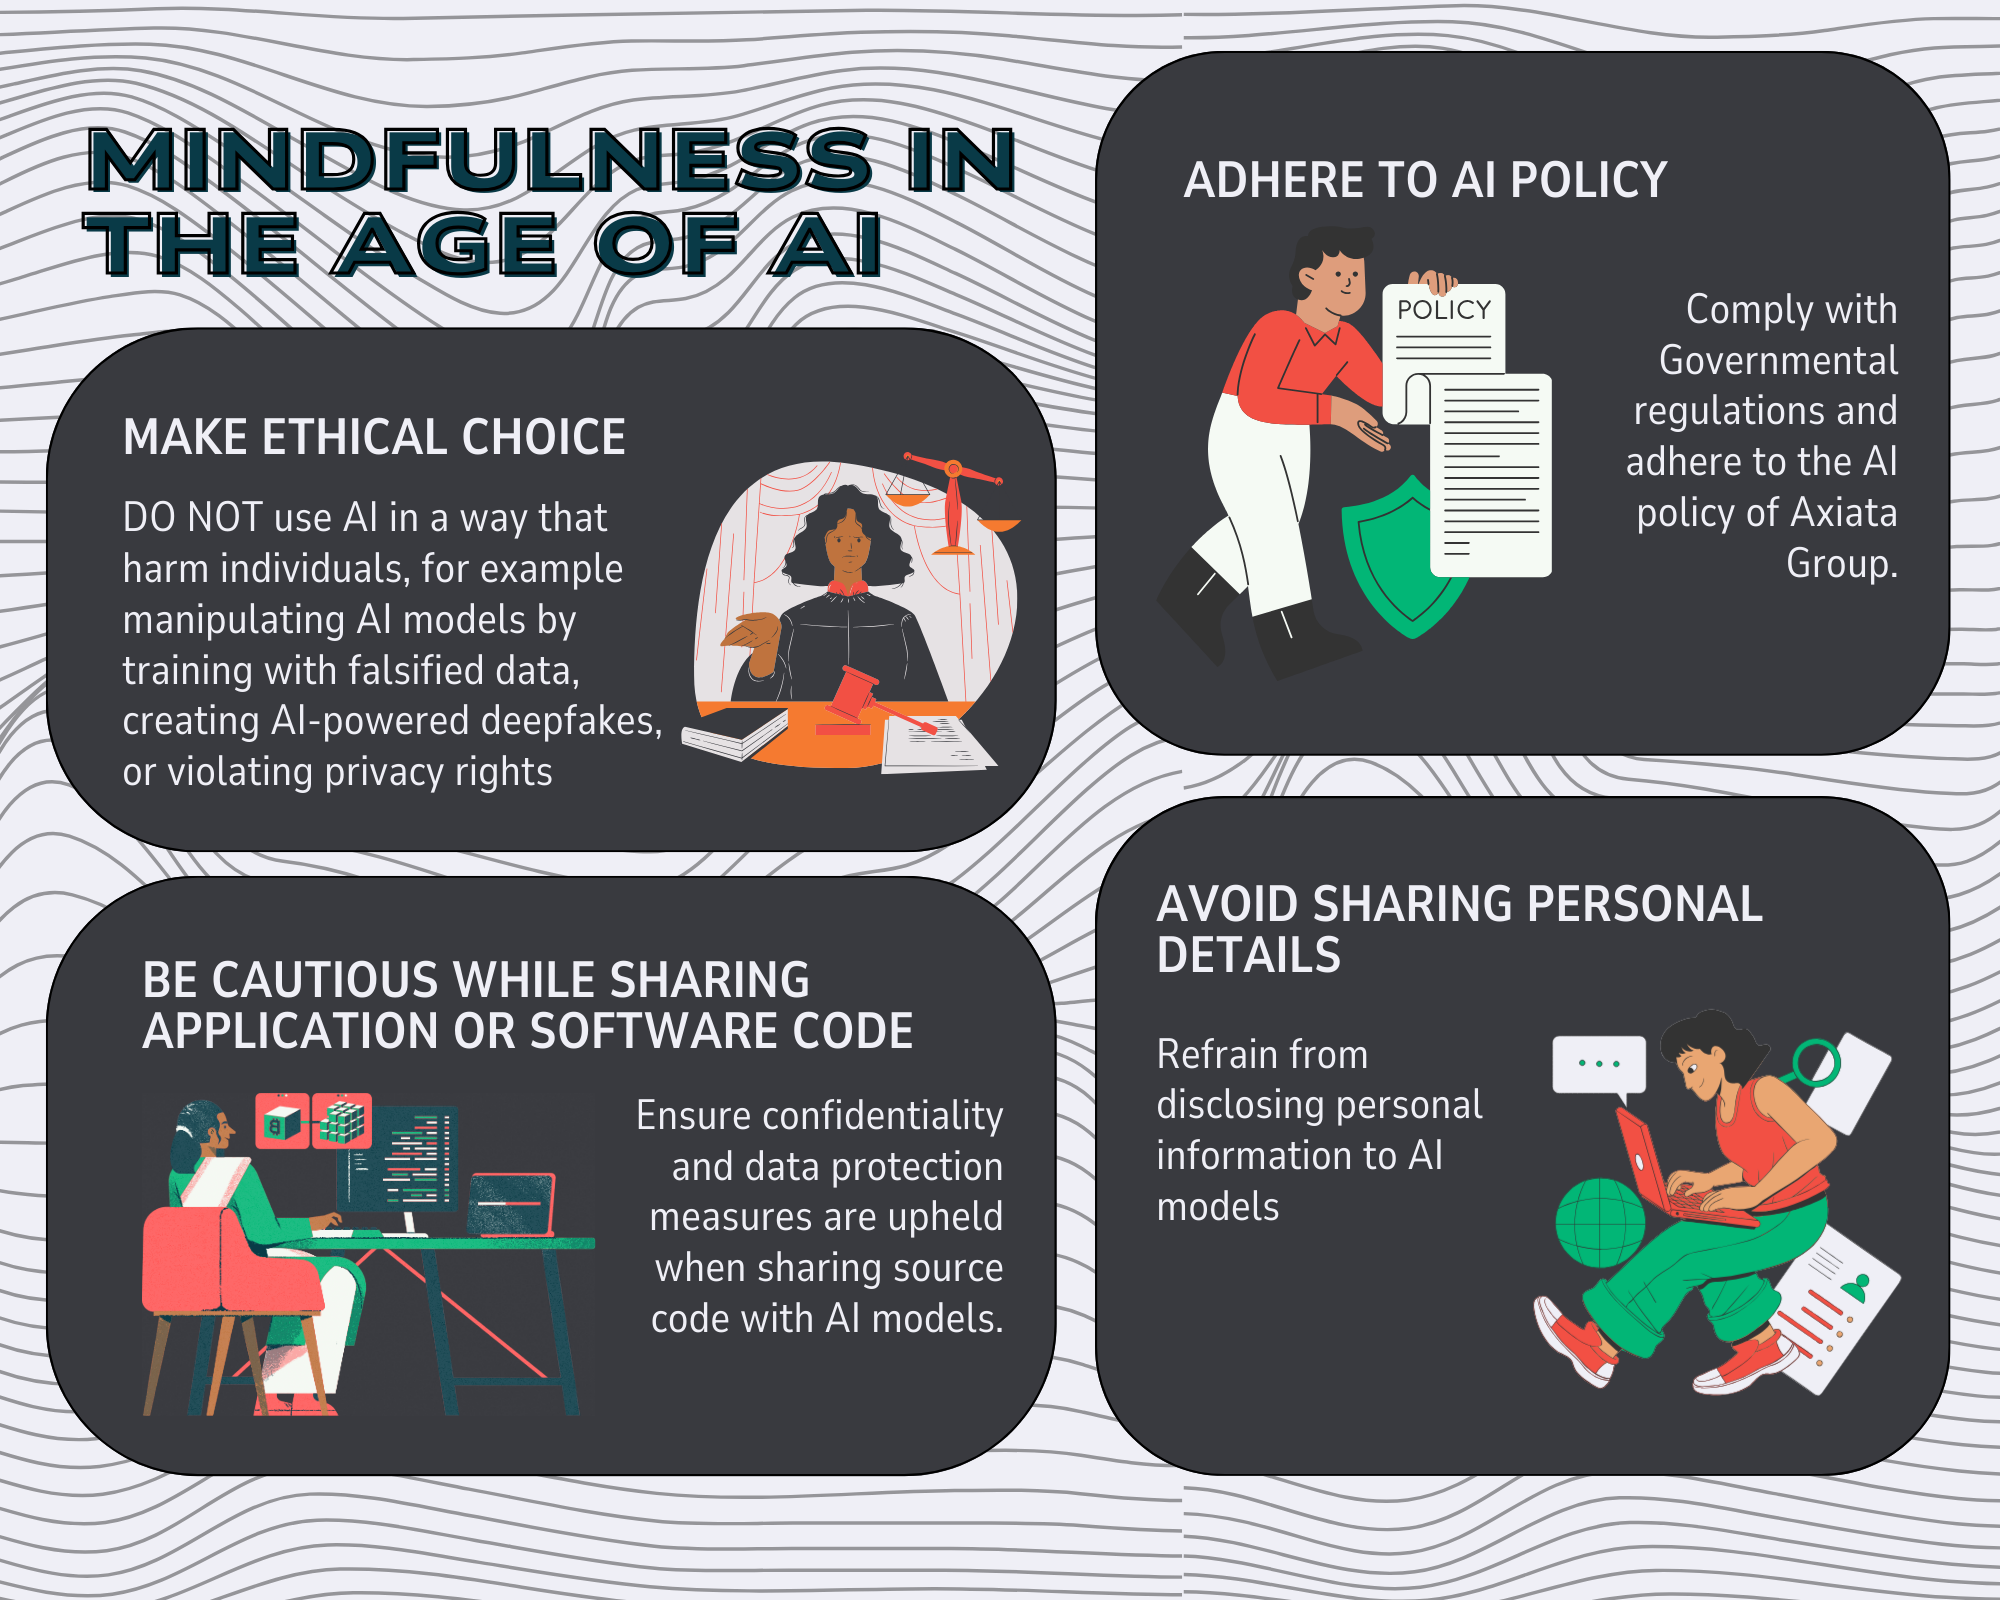 MINDFULNESS IN
THE AGE OF AI
MAKE ETHICAL CHOICE
DO NOT use AI in a way that
harm individuals, for example
manipulating AI models by
training with falsified data,
creating AI-powered deepfakes,
or violating privacy rights
BE CAUTIOUS WHILE SHARING
APPLICATION OR SOFTWARE CODE
Ensure confidentiality
and data protection
measures are upheld
when sharing source
code with AI models.
ADHERE TO AI POLICY
POLICY
Comply with
Governmental
regulations and
adhere to the AI
policy of Axiata
Group.
AVOID SHARING PERSONAL
DETAILS
Refrain from
disclosing personal
information to AI
models